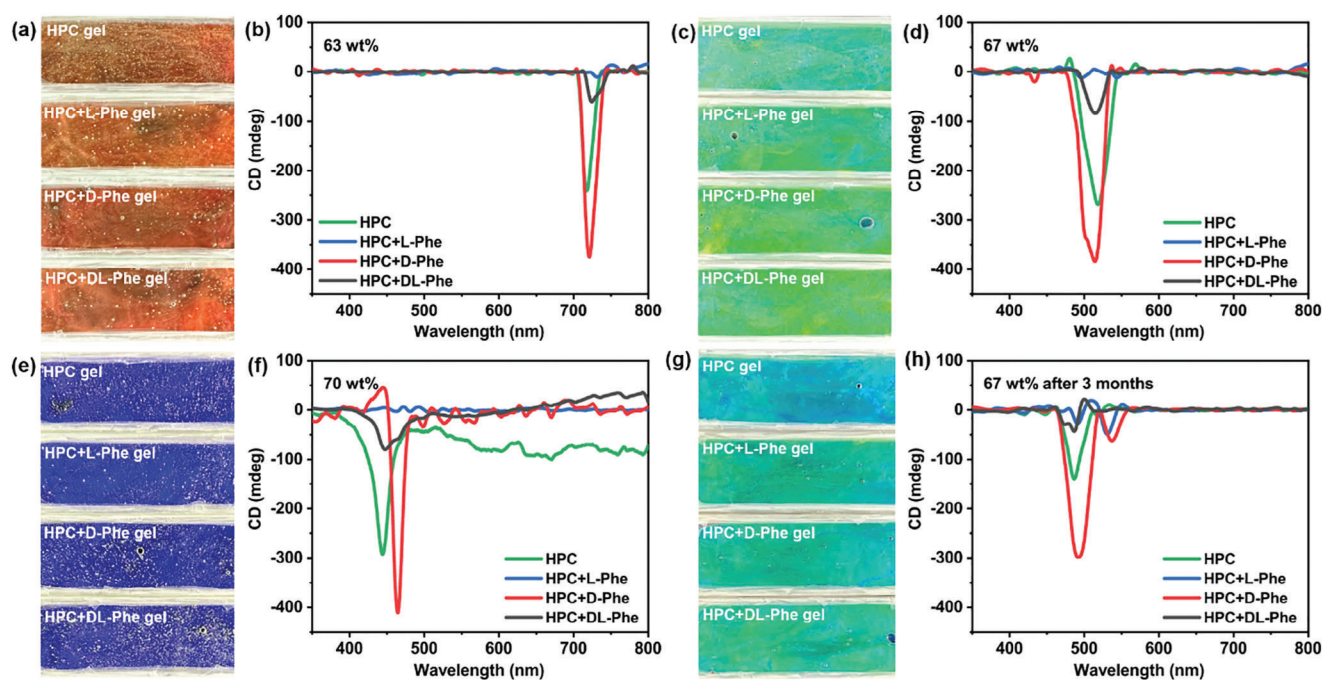 (a)
HPC gel
HPC+L-Phe gel
HPC+D-Phe gel
HPC+DL-Phe gel
(b)
63 wt%
100
0
-100
-200
-300
-400
CD (mdeg)
HPC
HPC+L-Phe
HPC+D-Phe
HPC+DL-Phe
400 500 600 700 800
Wavelength (nm)
(c)
HPC gel
HPC+L-Phe gel
HPC+D-Phe gel
HPC+DL-Phe gel
(d)
67 wt%
100
0
-100
-200
-300
-400
CD (mdeg)
HPC
HPC+L-Phe
HPC+D-Phe
HPC+DL-Phe
400 500 600 700 800
Wavelength (nm)
(e)
HPC gel
HPC+L-Phe gel
HPC+D-Phe gel
HPC+DL-Phe gel
(f)
70 wt%
100
0
-100
-200
-300
-400
CD (mdeg)
HPC
HPC+L-Phe
HPC+D-Phe
HPC+DL-Phe
400 500 600 700 800
Wavelength (nm)
(g)
HPC gel
HPC+L-Phe gel
HPC+D-Phe gel
HPC+DL-Phe gel
(h)
67 wt% after 3 months
100
0
-100
-200
-300
-400
CD (mdeg)
HPC
HPC+L-Phe
HPC+D-Phe
HPC+DL-Phe
400 500 600 700 800
Wavelength (nm)